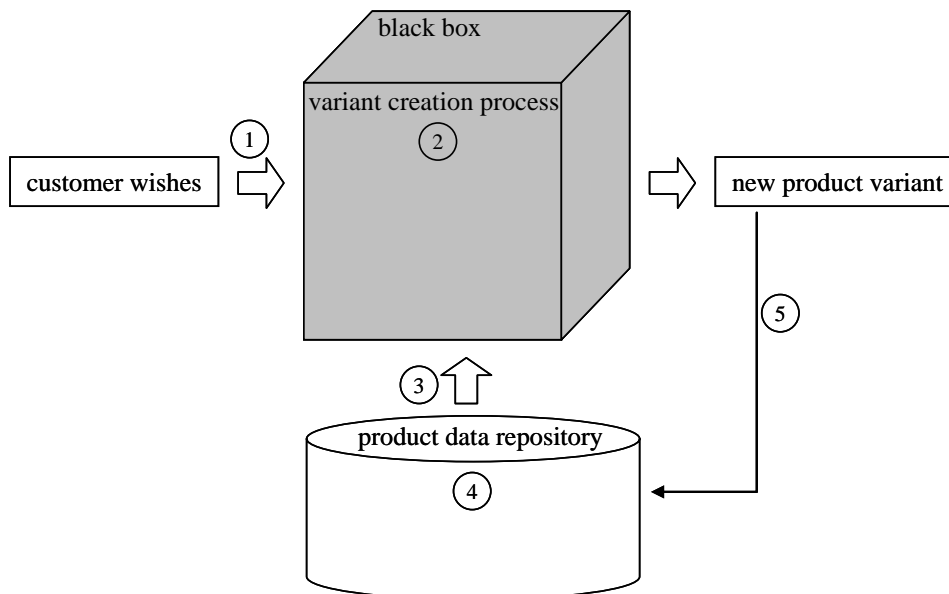 black box
variant creation process
1
2
customer wishes
new product variant
5
3
product data repository
4